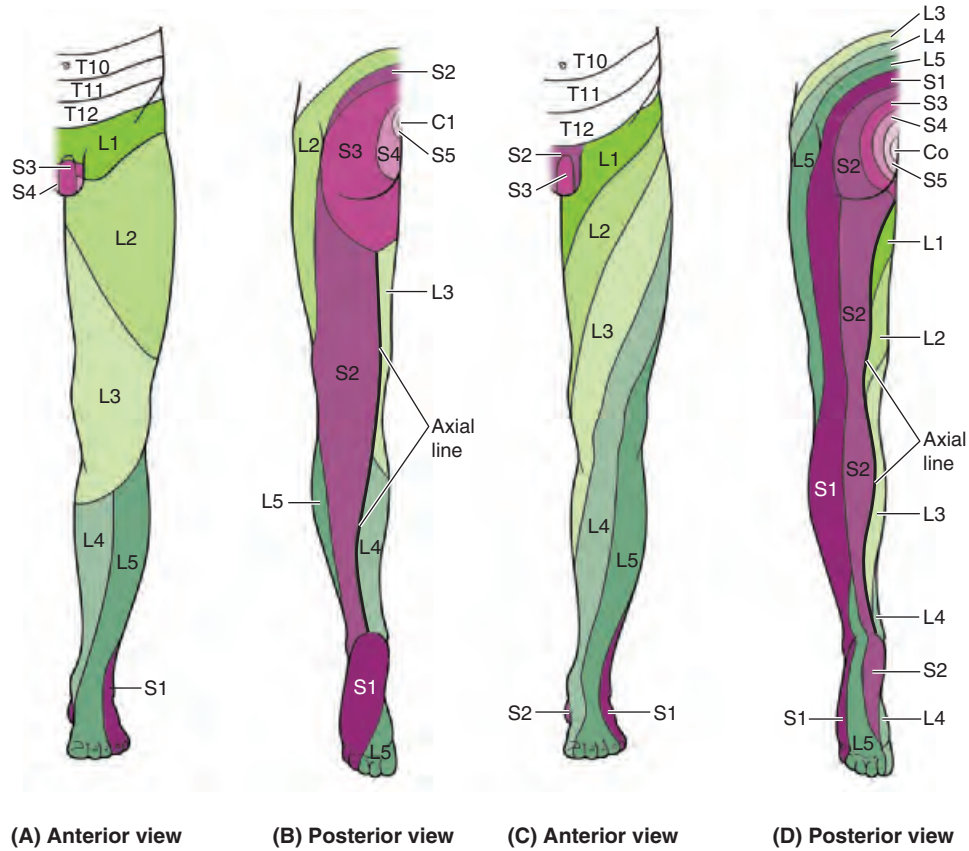 T10
T11
T12
L1
S3
S4
L2
L3
L4
L5
S1
(A) Anterior view
S2
C1
S5
L2
S3
S4
L3
S2
Axial
line
L5
L4
S1
L5
(B) Posterior view
T10
T11
T12
S2
S3
L1
L2
L3
L4
L5
S2
S1
(C) Anterior view
L3
L4
L5
S1
S3
S4
Co
S5
L5
S2
L1
S2
L2
Axial
line
S2
S1
L3
L4
S2
S1
L4
L5
(D) Posterior view